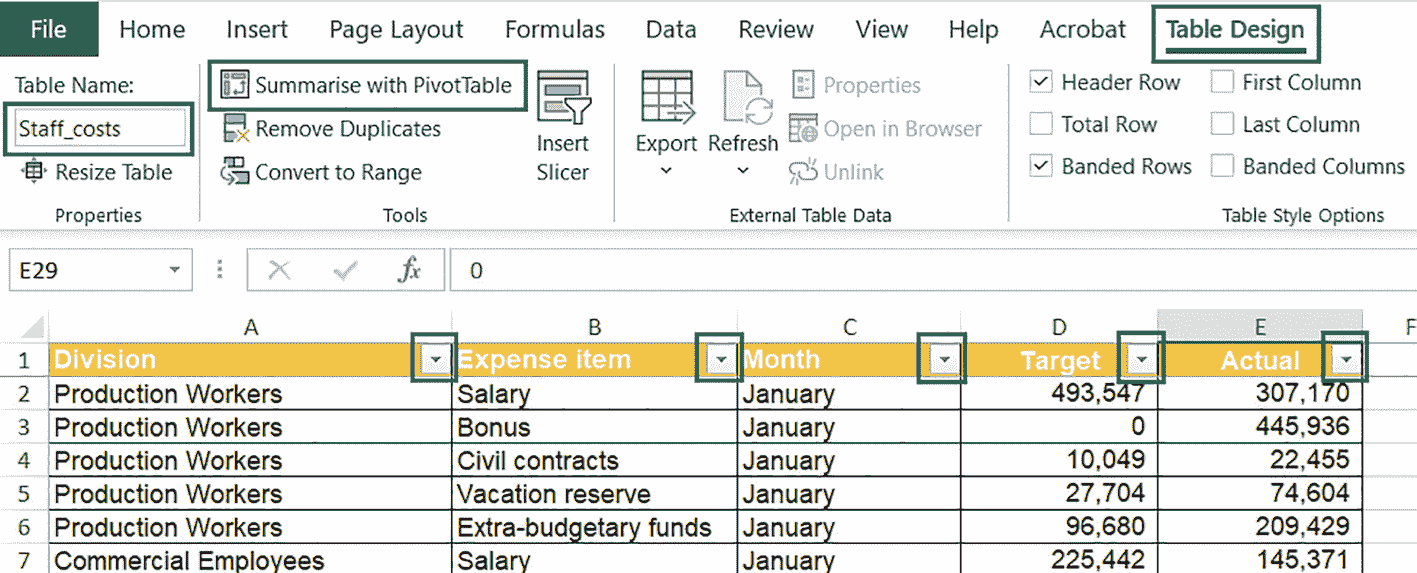 File Home Insert Page Layout Formulas Data Review View Help Acrobat Table Design
Table Name:
Staff_costs
Resize Table
Properties
Summarise with PivotTable
Remove Duplicates
Convert to Range
Insert
Slicer
Tools
Export
Refresh
Properties
Open in Browser
Unlink
External Table Data
Header Row
First Column
Total Row
Last Column
Banded Rows
Banded Columns
Table Style Options
E29 fx 0
A B C D E F
1 Division Expense item Month Target Actual
2 Production Workers Salary January 493,547 307,170
3 Production Workers Bonus January 0 445,936
4 Production Workers Civil contracts January 10,049 22,455
5 Production Workers Vacation reserve January 27,704 74,604
6 Production Workers Extra-budgetary funds January 96,680 209,429
7 Commercial Employees Salary January 225,442 145,371